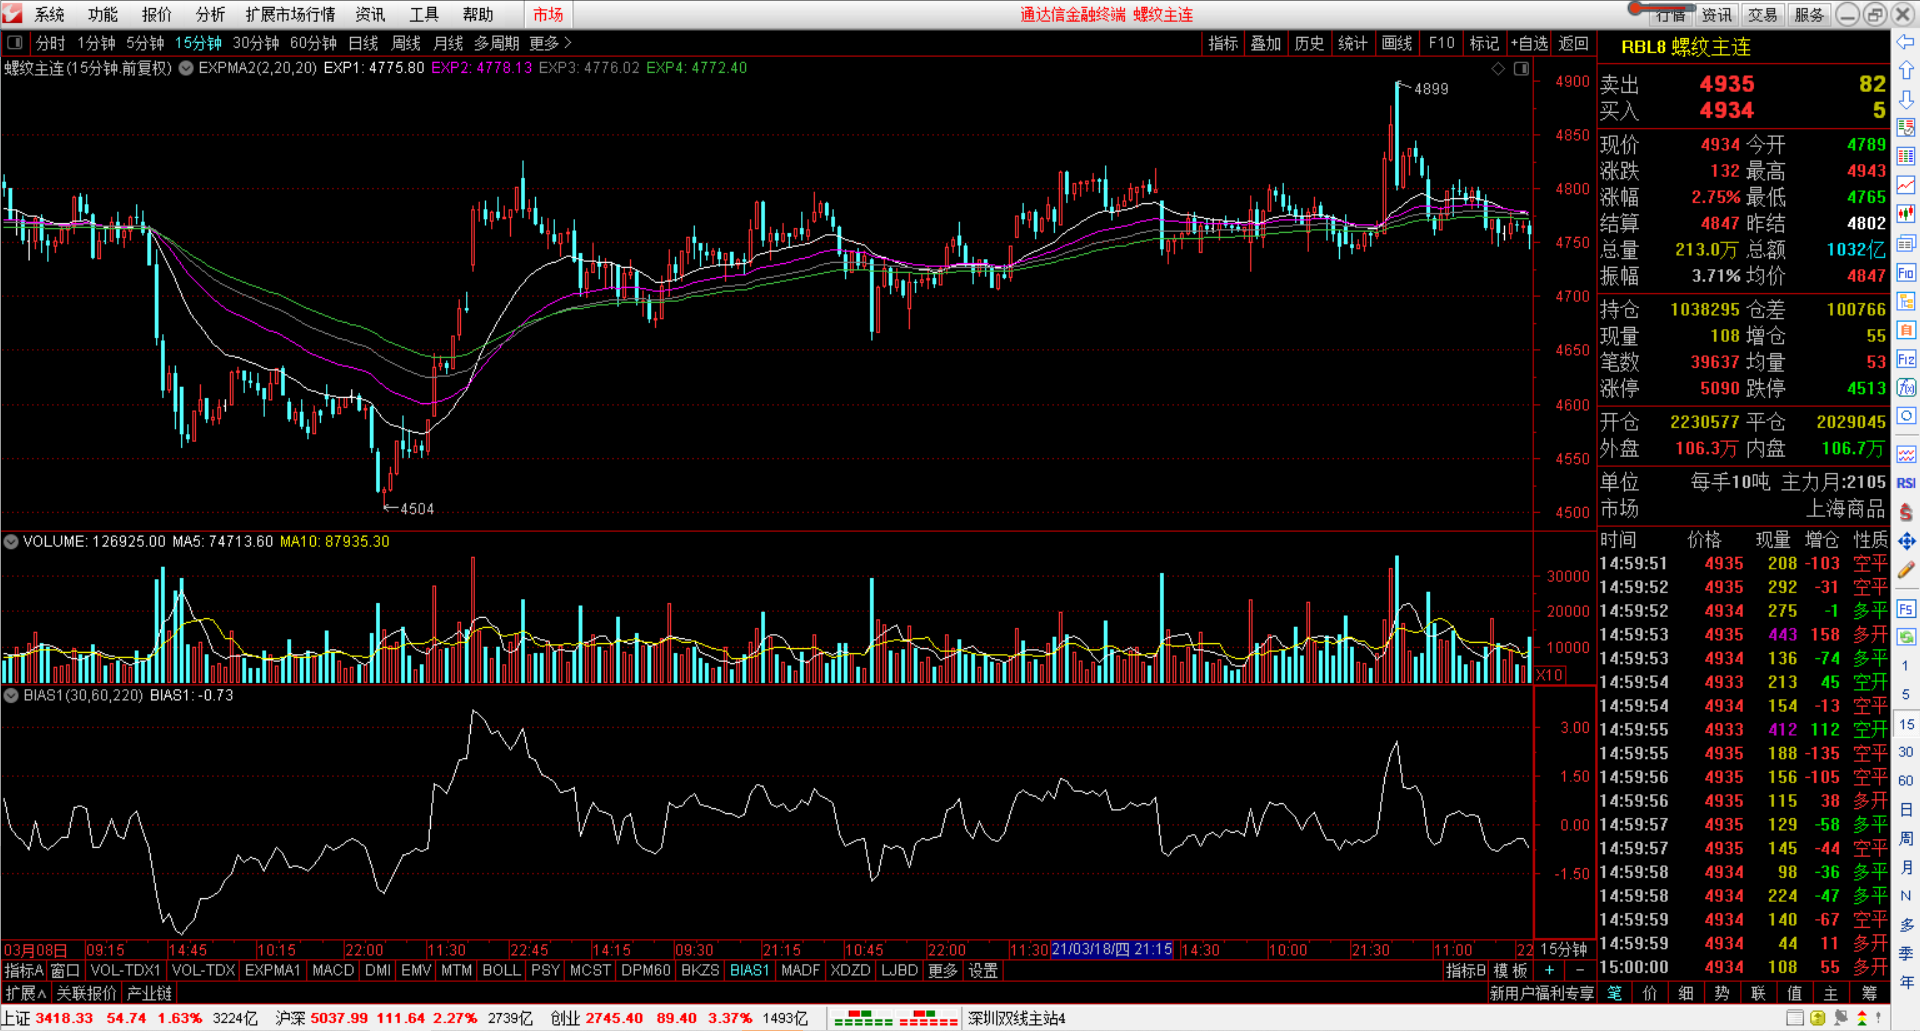 系统 功能 报价 分析 扩展市场行情 资讯 工具 帮助 市场 通达信金融终端 螺纹主连 行情 资讯 交易 服务
分时 1分钟 5分钟 15分钟 30分钟 60分钟 日线 周线 月线 多周期 更多 指标 叠加 历史 统计 画线 F10 标记 +自选 返回
螺纹主连(15分钟.前复权) EXPMA2(2,20,20) EXP1: 4775.80 EXP2: 4778.13 EXP3: 4776.02 EXP4: 4772.40
4899
4504
4900
4850
4800
4750
4700
4650
4600
4550
4500
VOLUME: 126925.00 MA5: 74713.60 MA10: 87935.30
30000
20000
10000
X10
BIAS1(30,60,220) BIAS1: -0.73
3.00
1.50
0.00
-1.50
03月08日 09:15 14:45 10:15 22:00 11:30 22:45 14:15 09:30 21:15 10:45 22:00 11:30 21/03/18/四 21:15 14:30 10:00 21:30 11:00 22 15分钟
指标A 窗口 VOL-TDX1 VOL-TDX EXPMA1 MACD DMI EMV MTM BOLL PSY MCST DPM60 BKZS BIAS1 MADF XDZD LJBD 更多 设置 指标B 模板 + -
扩展∧ 关联报价 产业链 新用户福利专享
RBL8 螺纹主连
卖出 4935 82
买入 4934 5
现价 4934 今开 4789
涨跌 132 最高 4943
涨幅 2.75% 最低 4765
结算 4847 昨结 4802
总量 213.0万 总额 1032亿
振幅 3.71% 均价 4847
持仓 1038295 仓差 100766
现量 108 增仓 55
笔数 39637 均量 53
涨停 5090 跌停 4513
开仓 2230577 平仓 2029045
外盘 106.3万 内盘 106.7万
单位 每手10吨 主力月:2105
市场 上海商品
时间 价格 现量 增仓 性质
14:59:51 4935 208 -103 空平
14:59:52 4935 292 -31 空平
14:59:52 4934 275 -1 多平
14:59:53 4935 443 158 多开
14:59:53 4934 136 -74 多平
14:59:54 4933 213 45 空开
14:59:54 4934 154 -13 空平
14:59:55 4933 412 112 空开
14:59:55 4935 188 -135 空平
14:59:56 4935 156 -105 空平
14:59:56 4935 115 38 多开
14:59:57 4935 129 -58 多平
14:59:57 4935 145 -44 空平
14:59:58 4934 98 -36 多平
14:59:58 4934 224 -47 多平
14:59:59 4934 140 -67 空平
14:59:59 4934 44 11 多开
15:00:00 4934 108 55 多开
笔 价 细 势 联 值 主 筹
F10
自
F12
f(x)
RSI
$
F5
1
5
15
30
60
日
周
月
N
多
季
年
上证 3418.33 54.74 1.63% 3224亿 沪深 5037.99 111.64 2.27% 2739亿 创业 2745.40 89.40 3.37% 1493亿 深圳双线主站4